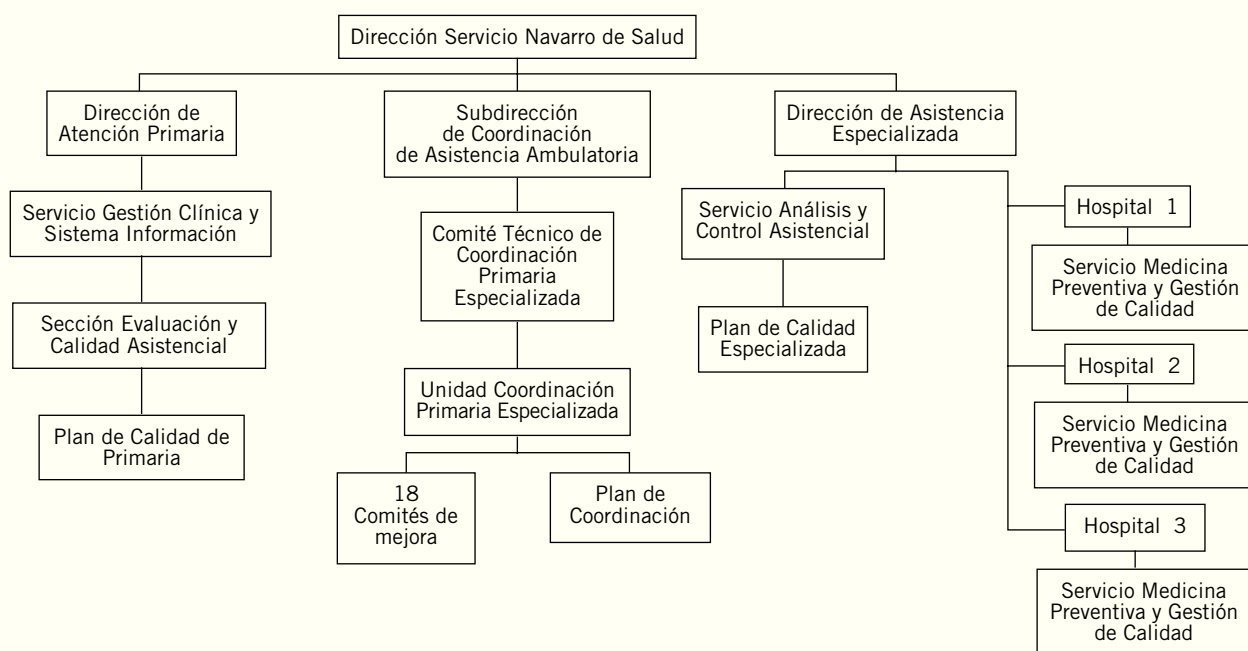 Dirección Servicio Navarro de Salud
Dirección de
Atención Primaria
Servicio Gestión Clínica y
Sistema Información
Sección Evaluación y
Calidad Asistencial
Plan de Calidad de
Primaria
Subdirección
de Coordinación
de Asistencia Ambulatoria
Comité Técnico de
Coordinación
Primaria
Especializada
Unidad Coordinación
Primaria Especializada
18
Comités de
mejora
Plan de
Coordinación
Dirección de Asistencia
Especializada
Servicio Análisis y
Control Asistencial
Plan de Calidad
Especializada
Hospital 1
Servicio Medicina
Preventiva y Gestión
de Calidad
Hospital 2
Servicio Medicina
Preventiva y Gestión
de Calidad
Hospital 3
Servicio Medicina
Preventiva y Gestión
de Calidad